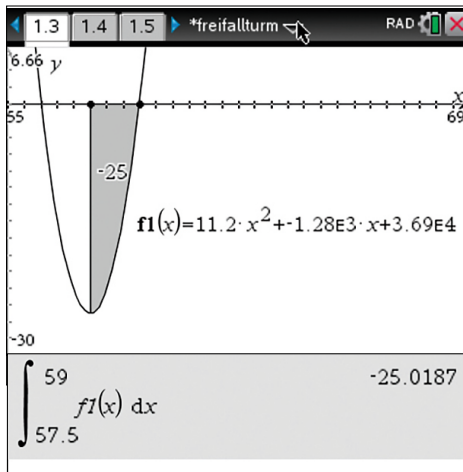 1.3 1.4 1.5 *freifallturm RAD
6.66 y
x
55 69
-25
f1(x)=11.2·x²+-1.28E3·x+3.69E4
-30
∫ 59 57.5 f1(x) dx -25.0187